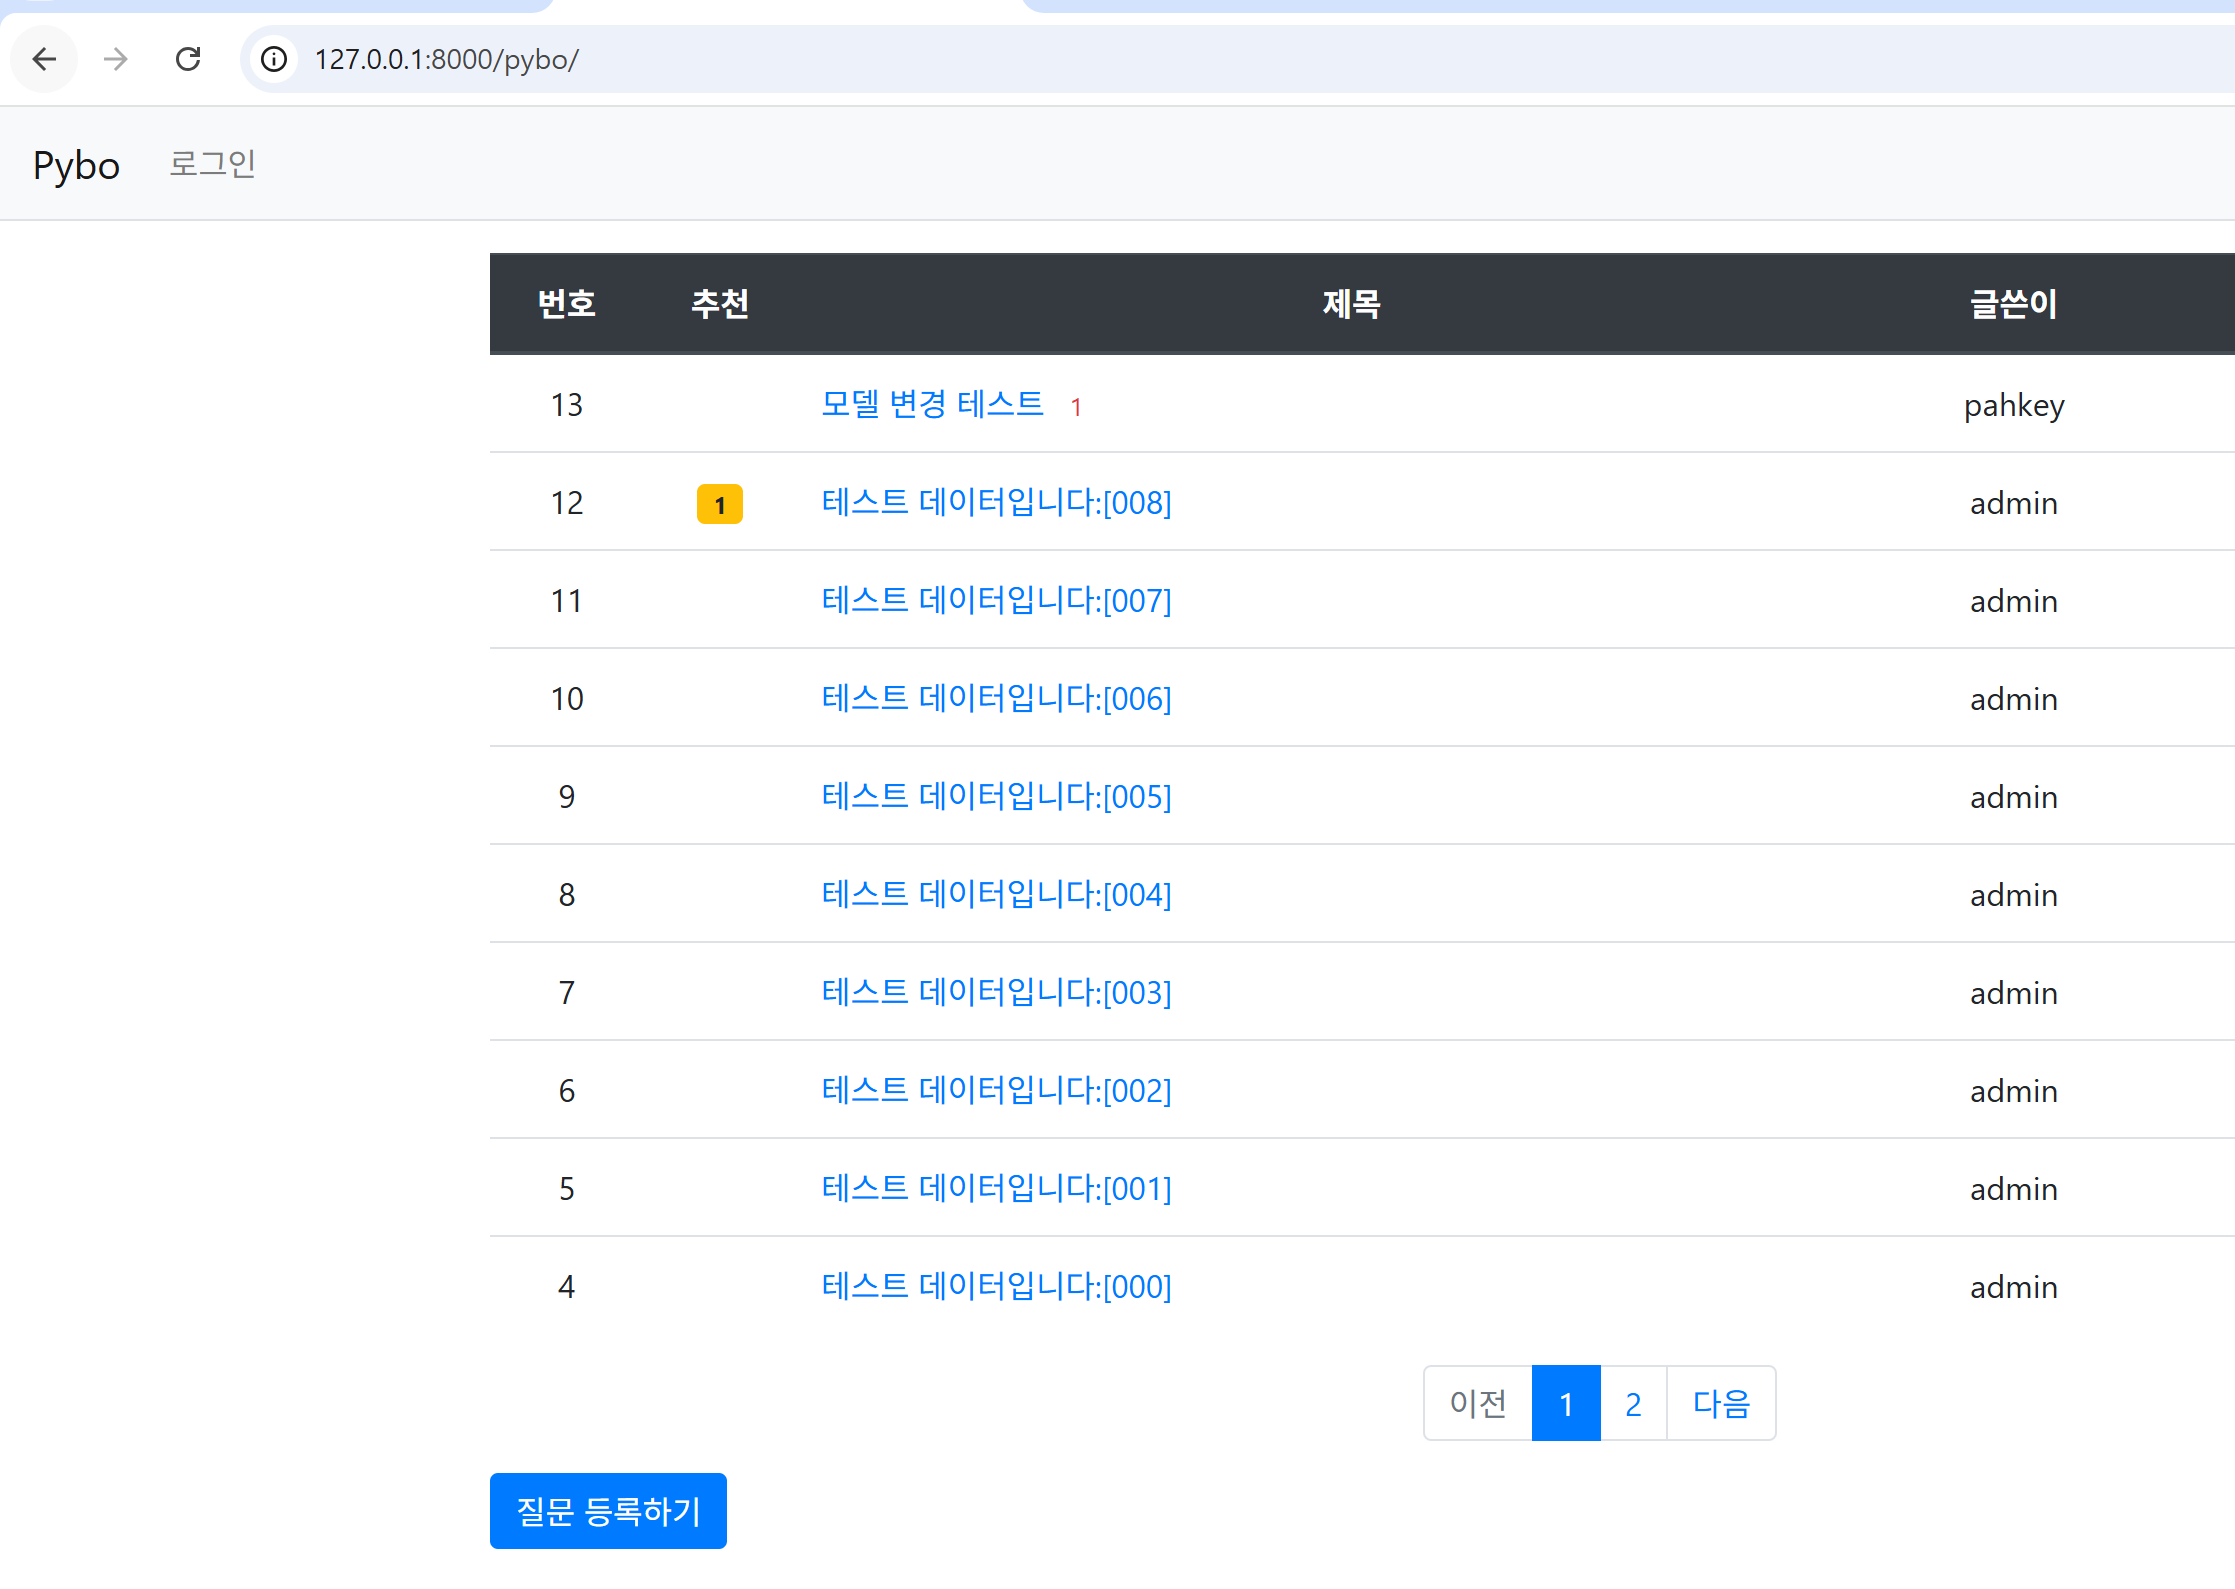 127.0.0.1:8000/pybo/
Pybo 로그인
번호 추천 제목 글쓴이
13 모델 변경 테스트 1 pahkey
12 1 테스트 데이터입니다:[008] admin
11 테스트 데이터입니다:[007] admin
10 테스트 데이터입니다:[006] admin
9 테스트 데이터입니다:[005] admin
8 테스트 데이터입니다:[004] admin
7 테스트 데이터입니다:[003] admin
6 테스트 데이터입니다:[002] admin
5 테스트 데이터입니다:[001] admin
4 테스트 데이터입니다:[000] admin
이전 1 2 다음
질문 등록하기